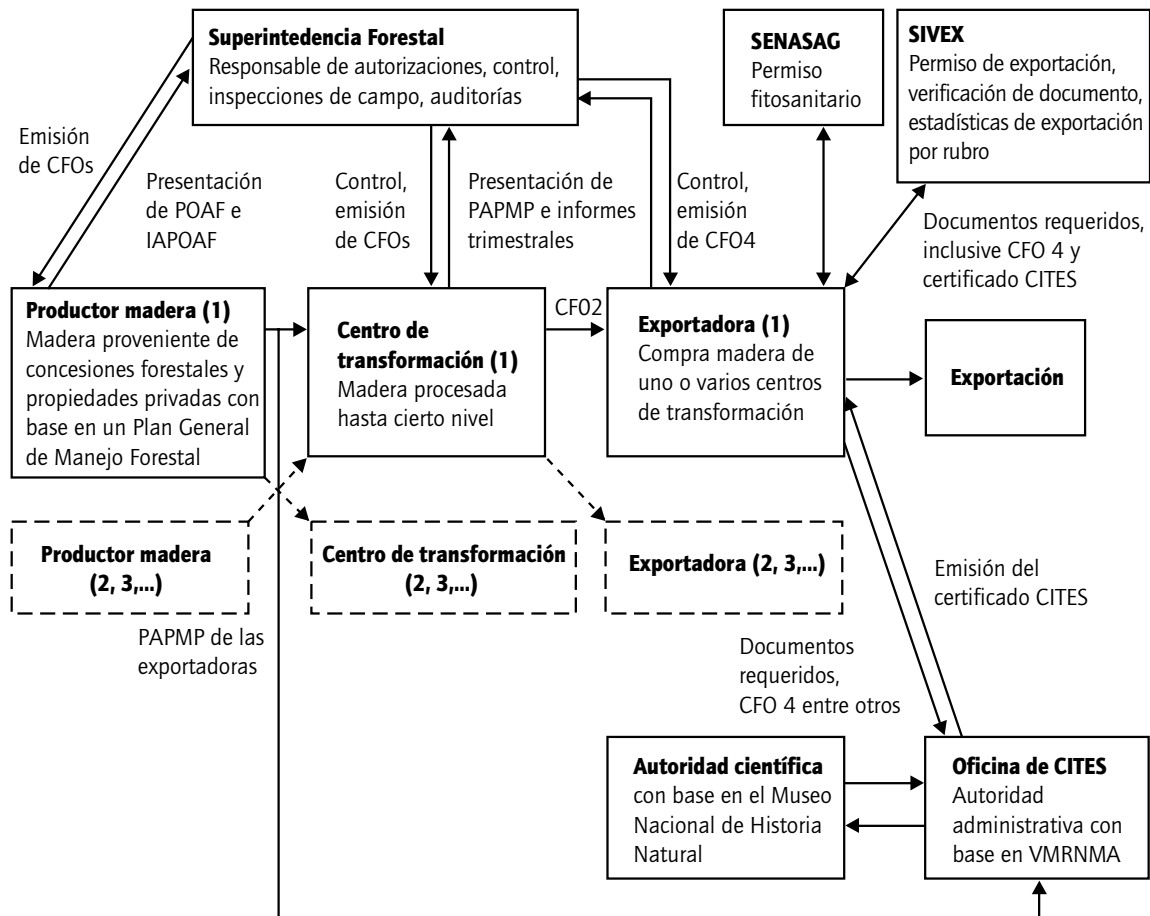 Superintedencia Forestal
Responsable de autorizaciones, control,
inspecciones de campo, auditorías
SENASAG
Permiso
fitosanitario
SIVEX
Permiso de exportación,
verificación de documento,
estadísticas de exportación
por rubro
Emisión
de CFOs
Presentación
de POAF e
IAPOAF
Control,
emisión
de CFOs
Presentación de
PAPMP e informes
trimestrales
Control,
emisión
de CFO4
Documentos requeridos,
inclusive CFO 4 y
certificado CITES
Productor madera (1)
Madera proveniente de
concesiones forestales y
propiedades privadas con
base en un Plan General
de Manejo Forestal
Centro de
transformación (1)
Madera procesada
hasta cierto nivel
CF02
Exportadora (1)
Compra madera de
uno o varios centros
de transformación
Exportación
Productor madera
(2, 3,...)
Centro de transformación
(2, 3,...)
Exportadora (2, 3,...)
PAPMP de las
exportadoras
Emisión del
certificado CITES
Documentos
requeridos,
CFO 4 entre otros
Autoridad científica
con base en el Museo
Nacional de Historia
Natural
Oficina de CITES
Autoridad
administrativa con
base en VMRNMA